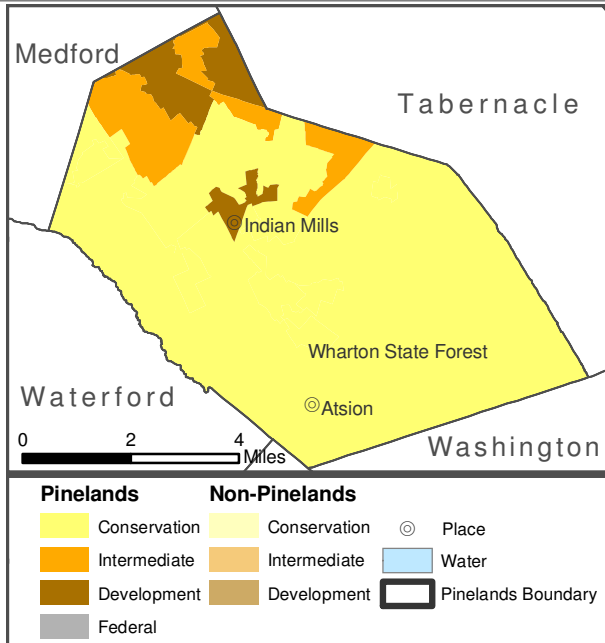 Medford
Tabernacle
Indian Mills
Wharton State Forest
Waterford
Atsion
0 2 4
Miles
Washington
Pinelands Non-Pinelands
Conservation Conservation Place
Intermediate Intermediate Water
Development Development Pinelands Boundary
Federal